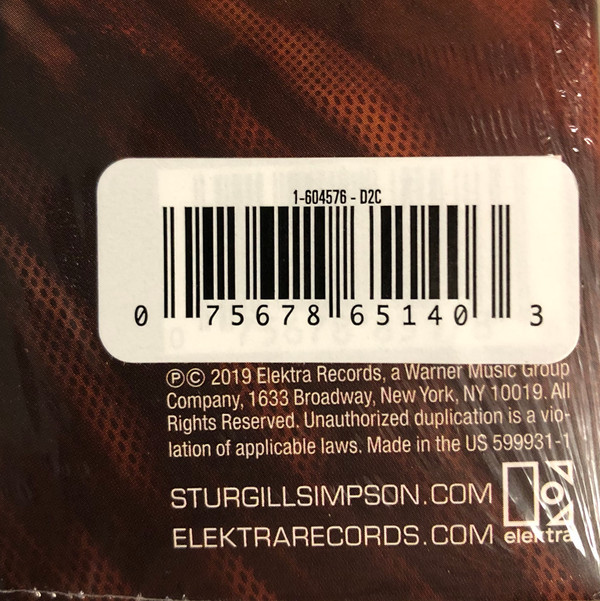 1-604576 - D2C
0 75678 65140 3
ⓅⒸ 2019 Elektra Records, a Warner Music Group
Company, 1633 Broadway, New York, NY 10019. All
Rights Reserved. Unauthorized duplication is a vio-
lation of applicable laws. Made in the US 599931-1
STURGILLSIMPSON.COM
ELEKTRARECORDS.COM
elektra